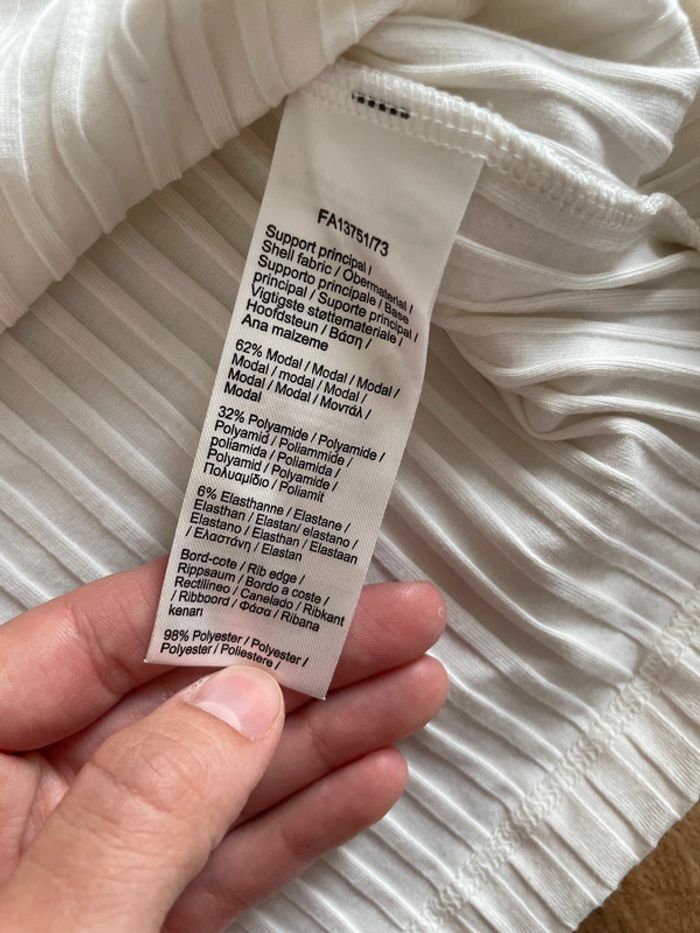 FA13751/73
Support principal /
Shell fabric / Obermaterial /
Supporto principale / Base
principal / Suporte principal /
Vigtigste støttemateriale /
Hoofdsteun / Βάση /
Ana malzeme
62% Modal / Modal / Modal /
Modal / modal / Modal /
Modal / Modal / Μοντάλ /
Modal
32% Polyamide / Polyamide /
Polyamid / Poliammide /
poliamida / Poliamida /
Polyamid / Polyamide /
Πολυαμίδιο / Poliamit
6% Elasthanne / Elastane /
Elasthan / Elastan/ elastano /
Elastano / Elasthan / Elastaan
/ Ελαστάνη / Elastan
Bord-cote / Rib edge /
Rippsaum / Bordo a coste /
Rectilineo / Canelado / Ribkant
/ Ribboord / Φάσα / Ribana
kenarı
98% Polyester / Polyester /
Polyester / Poliestere /